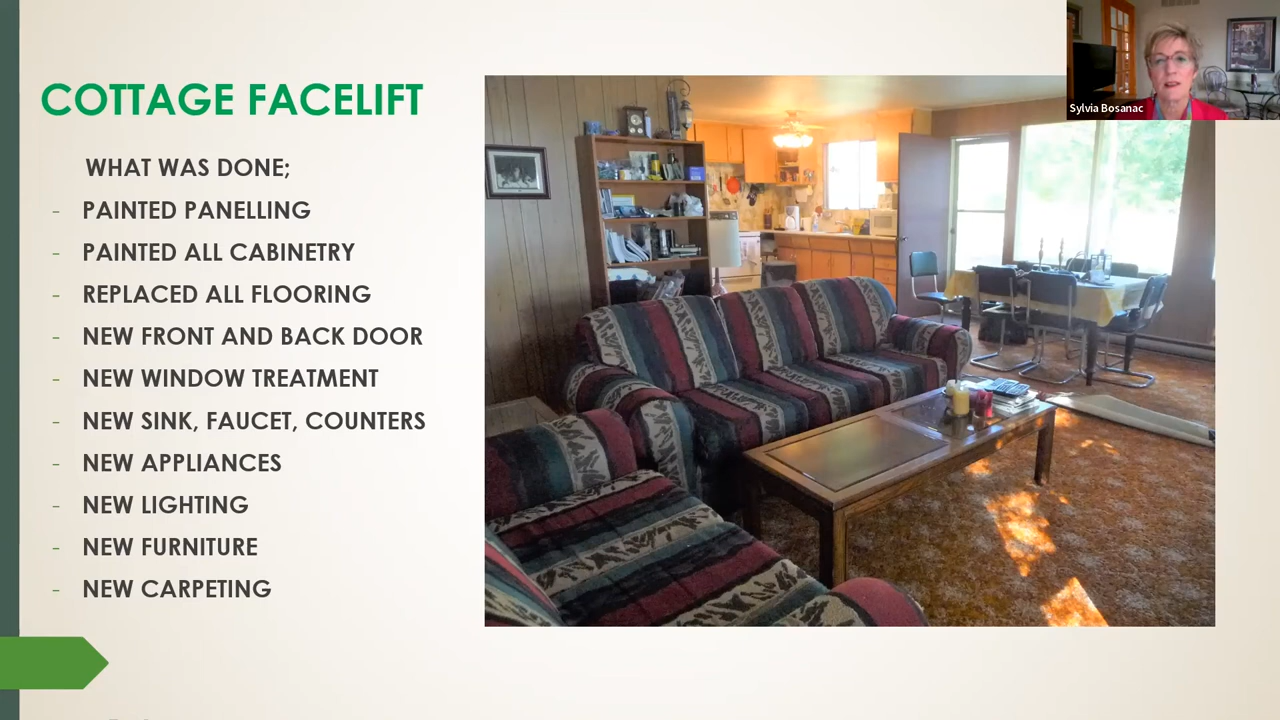 COTTAGE FACELIFT
WHAT WAS DONE;
- PAINTED PANELLING
- PAINTED ALL CABINETRY
- REPLACED ALL FLOORING
- NEW FRONT AND BACK DOOR
- NEW WINDOW TREATMENT
- NEW SINK, FAUCET, COUNTERS
- NEW APPLIANCES
- NEW LIGHTING
- NEW FURNITURE
- NEW CARPETING
Sylvia Bosanac